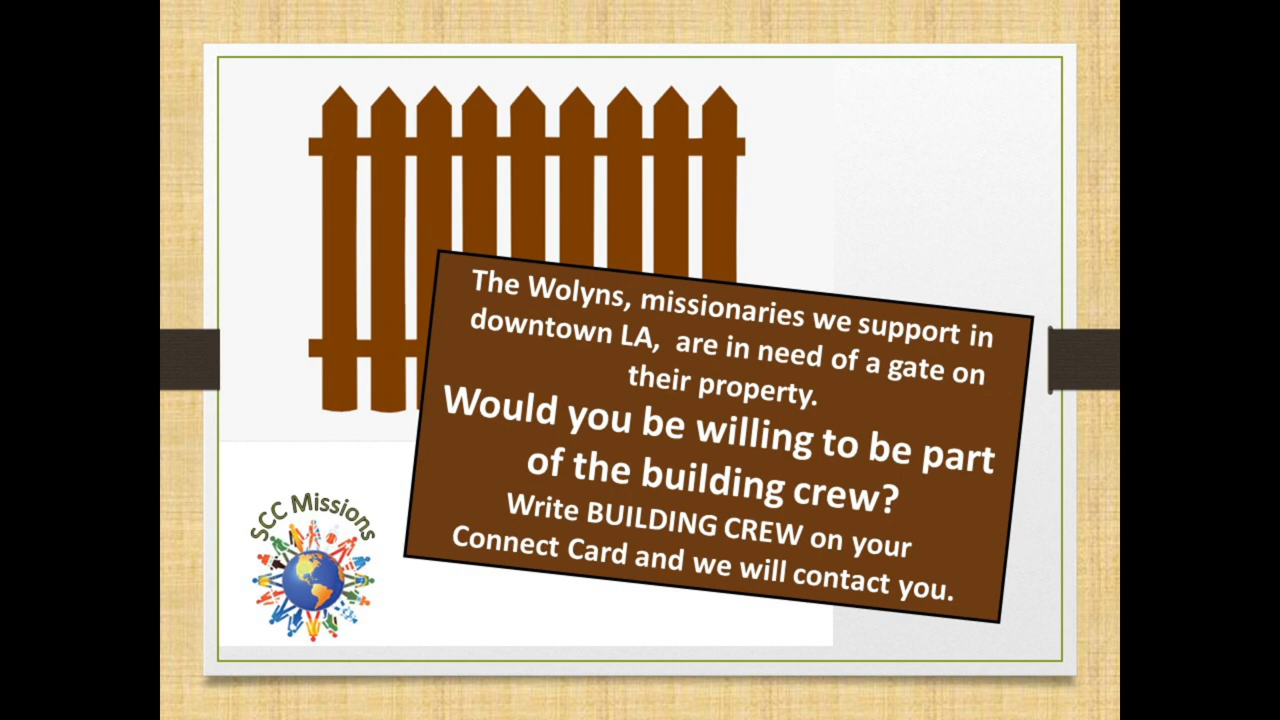 The Wolyns, missionaries we support in
downtown LA,  are in need of a gate on
their property.
Would you be willing to be part
of the building crew?
Write BUILDING CREW on your
Connect Card and we will contact you.
SCC Missions